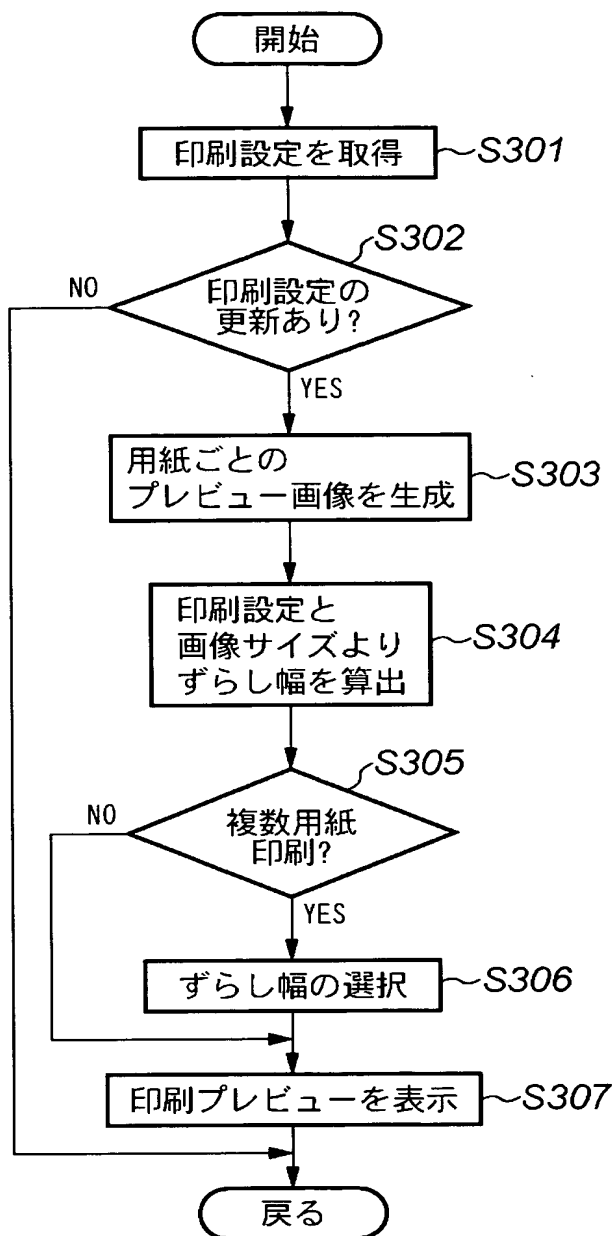 開始
印刷設定を取得
S301
S302
NO
印刷設定の
更新あり?
YES
用紙ごとの
プレビュー画像を生成
S303
印刷設定と
画像サイズより
ずらし幅を算出
S304
S305
NO
複数用紙
印刷?
YES
ずらし幅の選択
S306
印刷プレビューを表示
S307
戻る